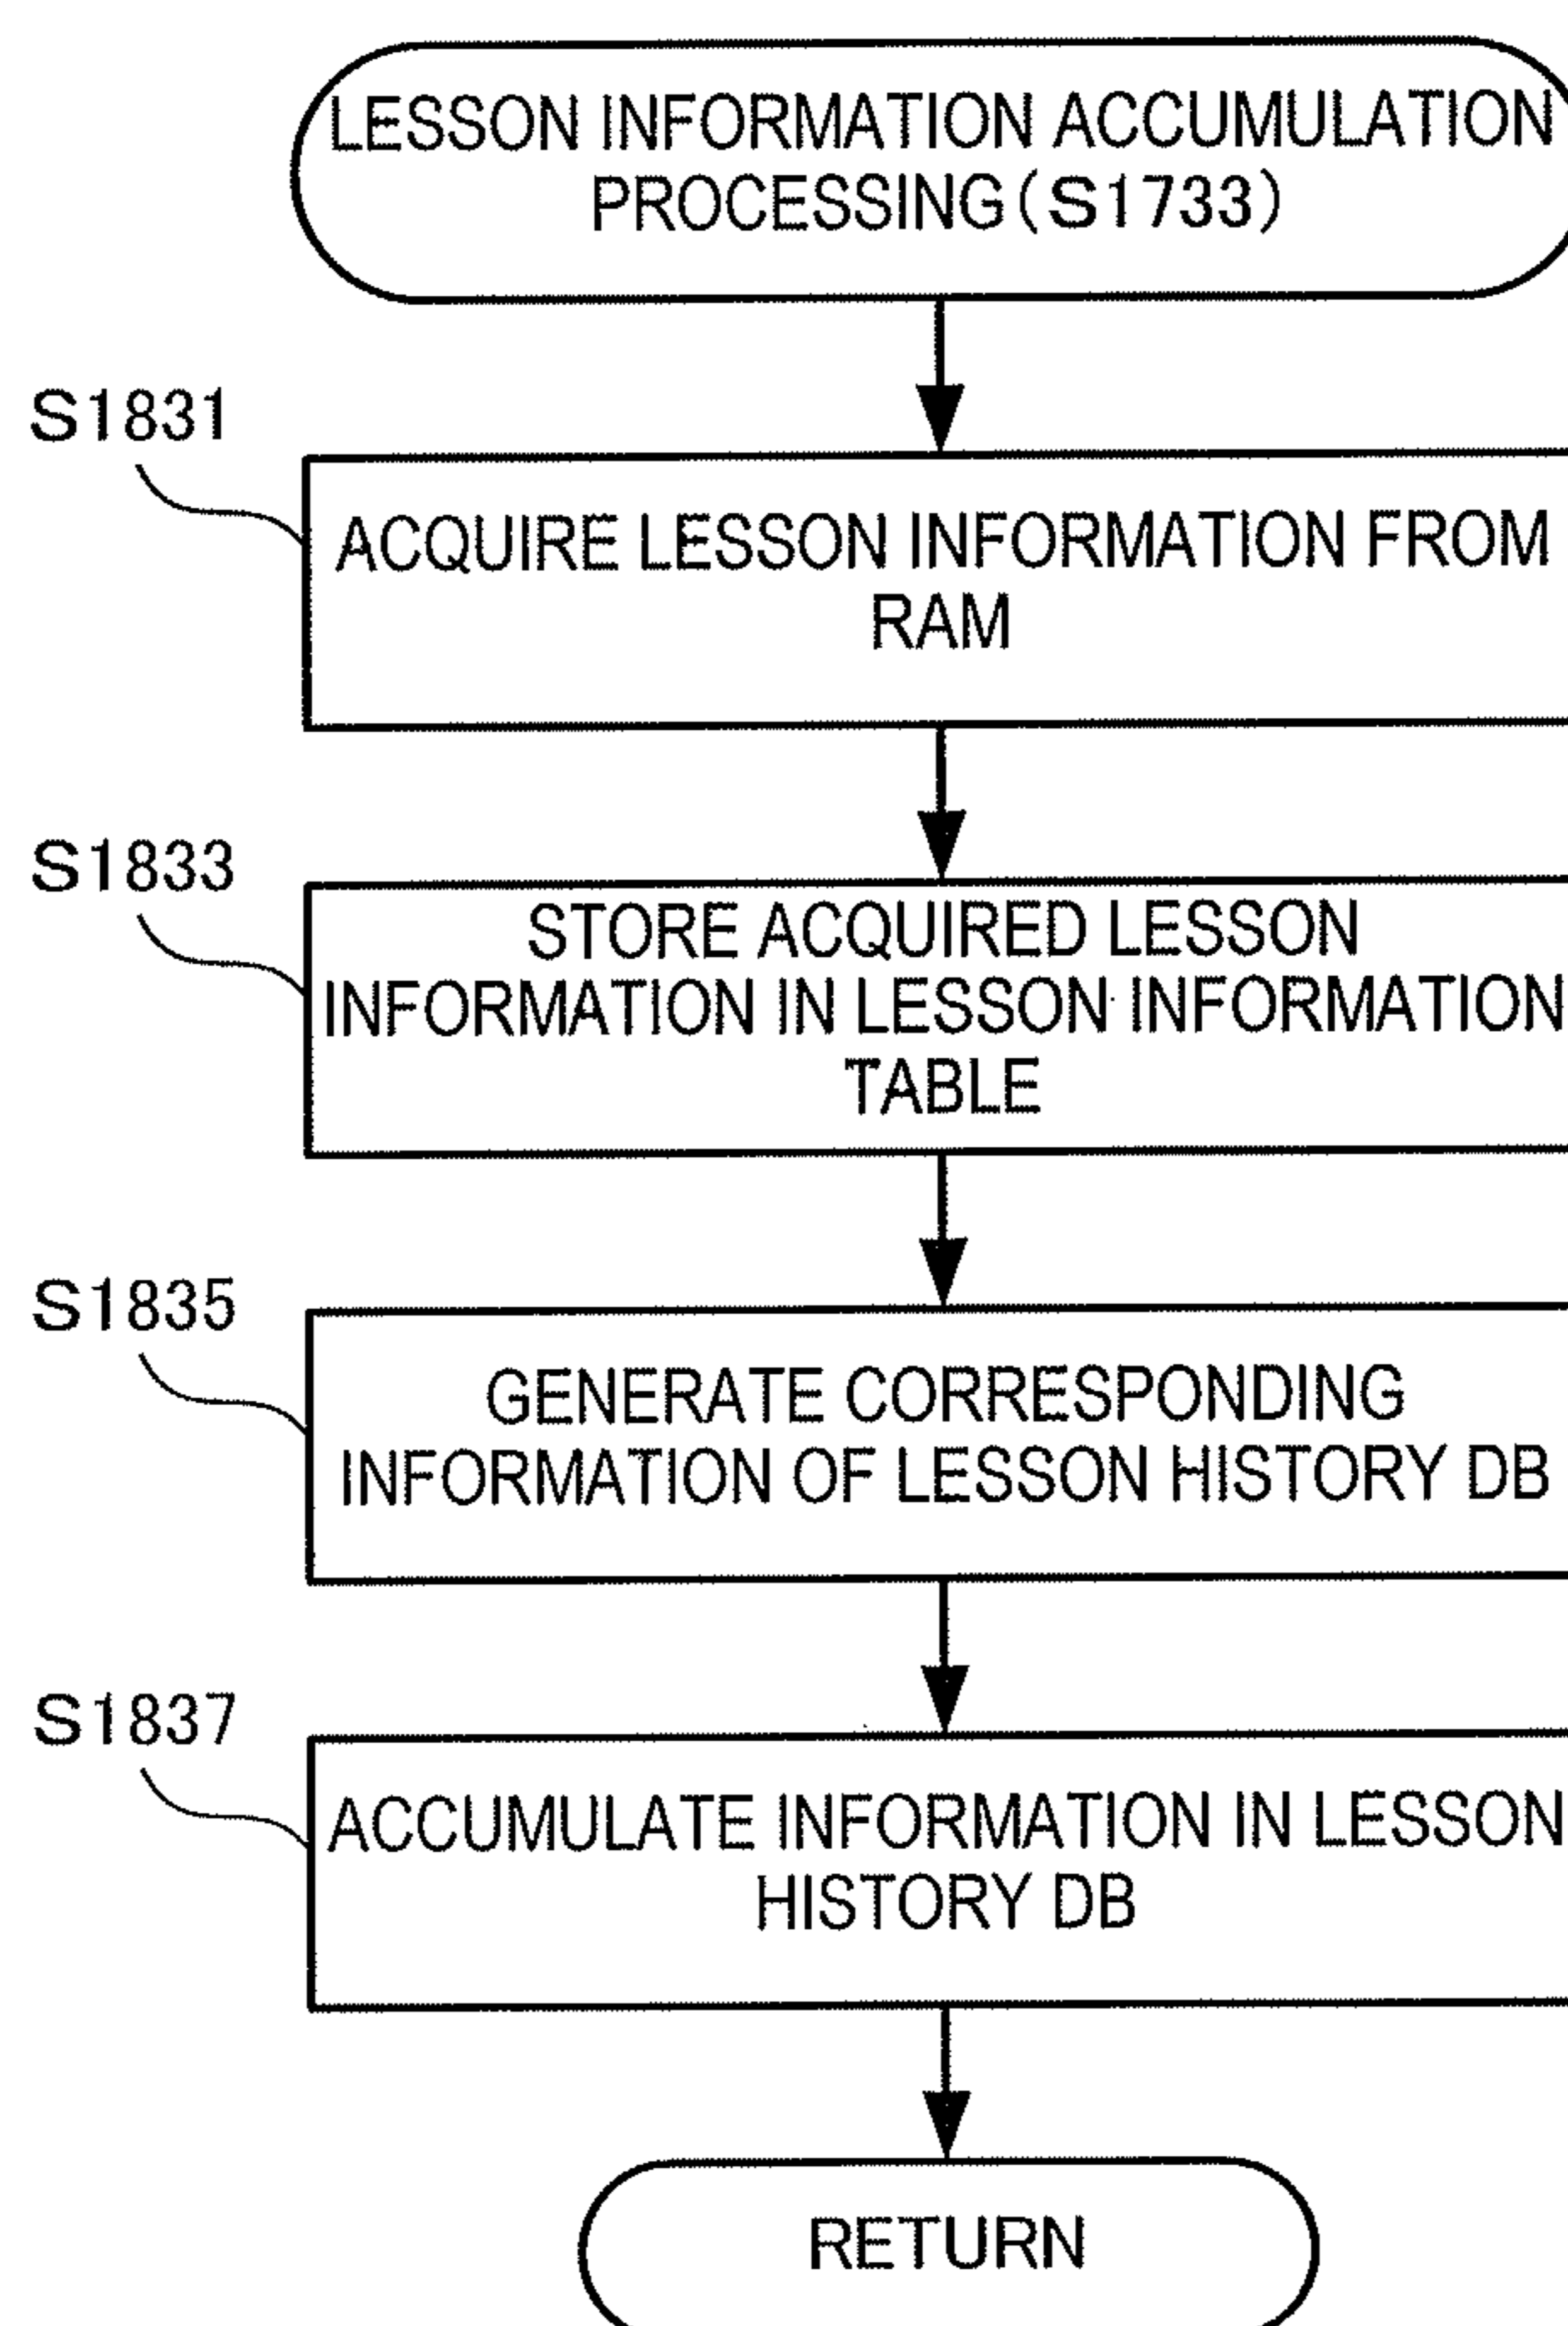 LESSON INFORMATION ACCUMULATION
PROCESSING(S1733)
S1831
ACQUIRE LESSON INFORMATION FROM
RAM
S1833
STORE ACQUIRED LESSON
INFORMATION IN LESSON INFORMATION
TABLE
S1835
GENERATE CORRESPONDING
INFORMATION OF LESSON HISTORY DB
S1837
ACCUMULATE INFORMATION IN LESSON
HISTORY DB
RETURN